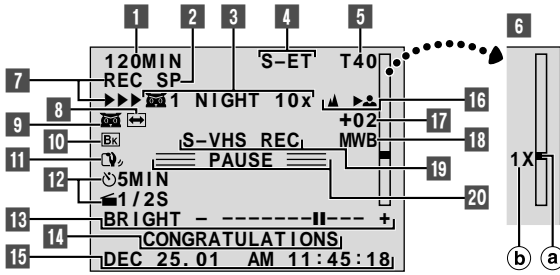 1 2 3 4 5 6
120MIN S-ET T40
REC SP
7
1 NIGHT 10x
8 16
9 +02 17
10 BK MWB 18
S-VHS REC 19
11 PAUSE
1X
12 5MIN 20
1/2S
13 BRIGHT - --------▮▮--- +
14 CONGRATULATIONS
b a
15 DEC 25.01 AM 11:45:18